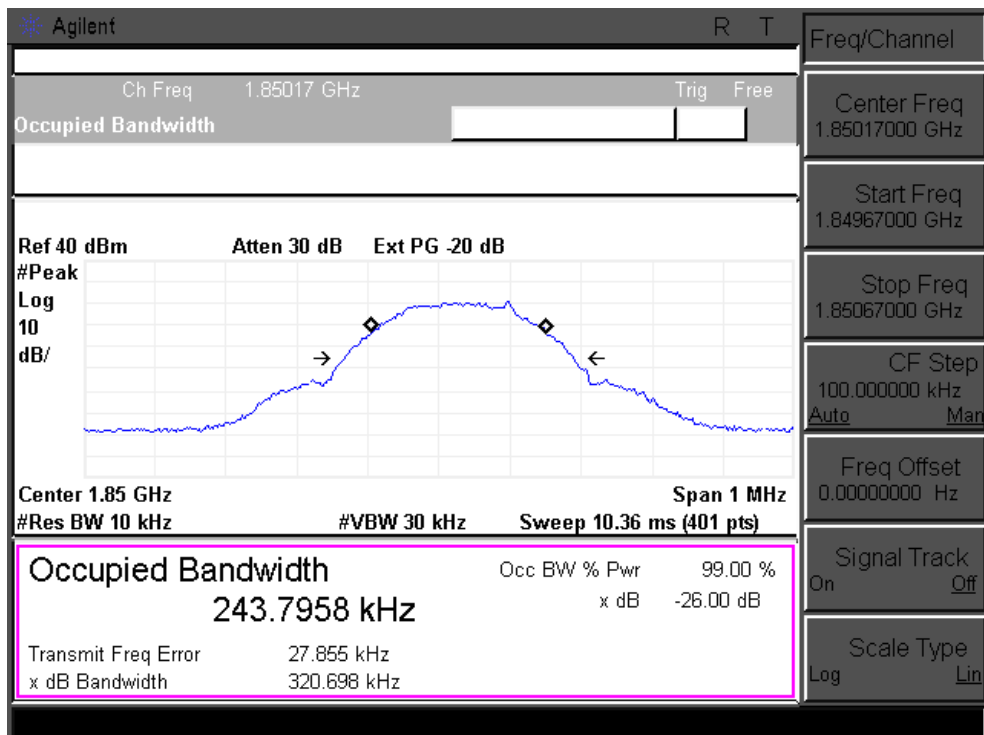 Agilent R T
Ch Freq 1.85017 GHz Trig Free
Occupied Bandwidth
Ref 40 dBm Atten 30 dB Ext PG -20 dB
#Peak
Log
10
dB/
Center 1.85 GHz Span 1 MHz
#Res BW 10 kHz #VBW 30 kHz Sweep 10.36 ms (401 pts)
Occupied Bandwidth
243.7958 kHz
Occ BW % Pwr 99.00 %
x dB -26.00 dB
Transmit Freq Error 27.855 kHz
x dB Bandwidth 320.698 kHz
Freq/Channel
Center Freq
1.85017000 GHz
Start Freq
1.84967000 GHz
Stop Freq
1.85067000 GHz
CF Step
100.000000 kHz
Auto Man
Freq Offset
0.00000000 Hz
Signal Track
On Off
Scale Type
Log Lin